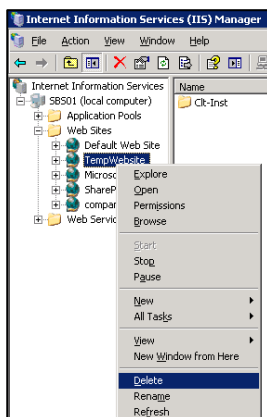 Internet Information Services (IIS) Manager
File Action View Window Help
Internet Information Services
Name
SBS01 (local computer)
Clt-Inst
Application Pools
Web Sites
Default Web Site
TempWebsite
Microsc
Explore
ShareP
Open
compar
Permissions
Web Servic
Browse
Start
Stop
Pause
New
All Tasks
View
New Window from Here
Delete
Rename
Refresh